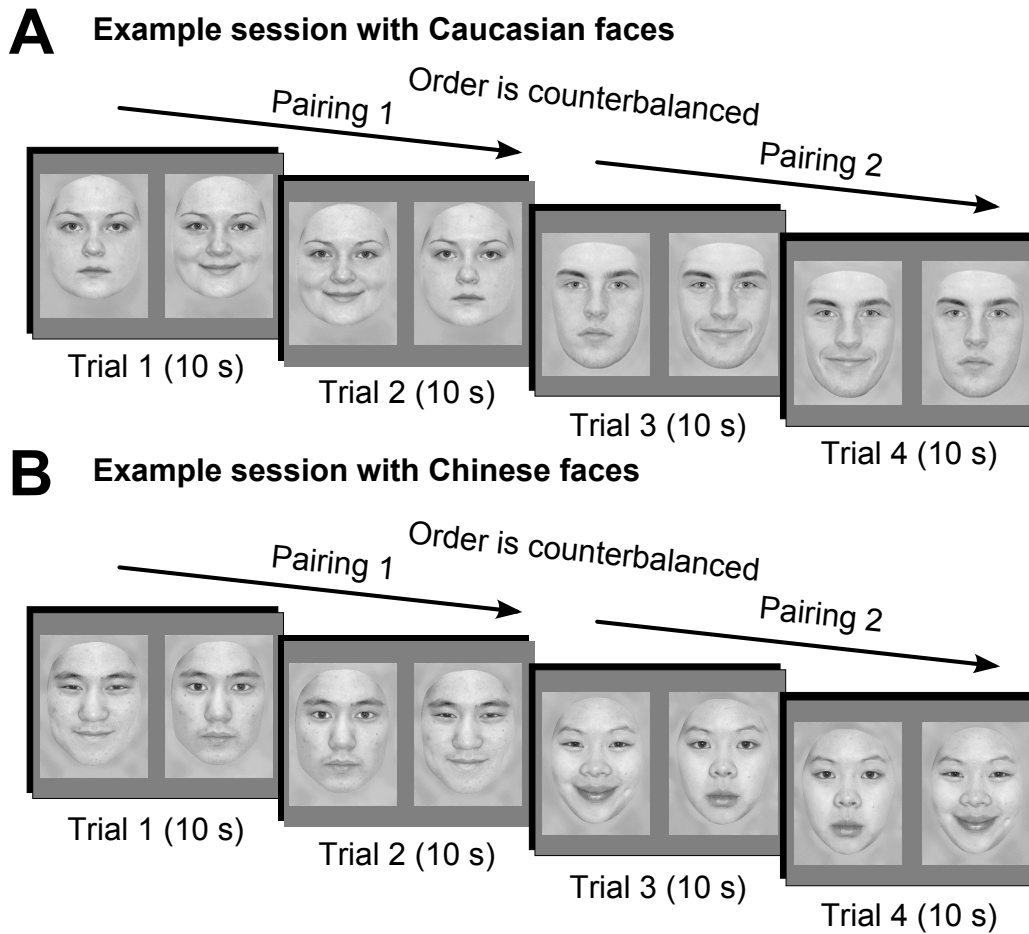 A Example session with Caucasian faces
Order is counterbalanced
Pairing 1
Pairing 2
Trial 1 (10 s)
Trial 2 (10 s)
Trial 3 (10 s)
Trial 4 (10 s)
B Example session with Chinese faces
Order is counterbalanced
Pairing 1
Pairing 2
Trial 1 (10 s)
Trial 2 (10 s)
Trial 3 (10 s)
Trial 4 (10 s)